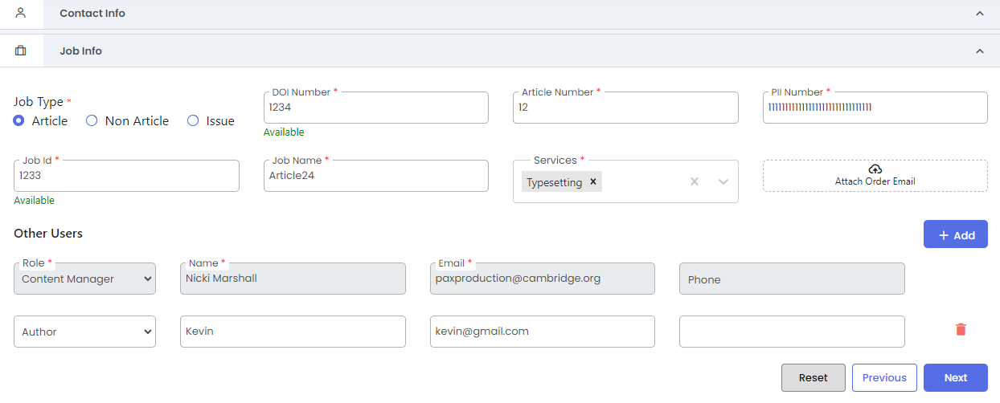 Contact Info
Job Info
Job Type *
Article Non Article Issue
DOI Number *
1234
Available
Article Number *
12
PII Number *
Job Id *
1233
Available
Job Name *
Article24
Services *
Typesetting
Attach Order Email
Other Users
+ Add
Role * Name * Email *
Content Manager Nicki Marshall paxproduction@cambridge.org Phone
Author Kevin kevin@gmail.com
Reset Previous Next